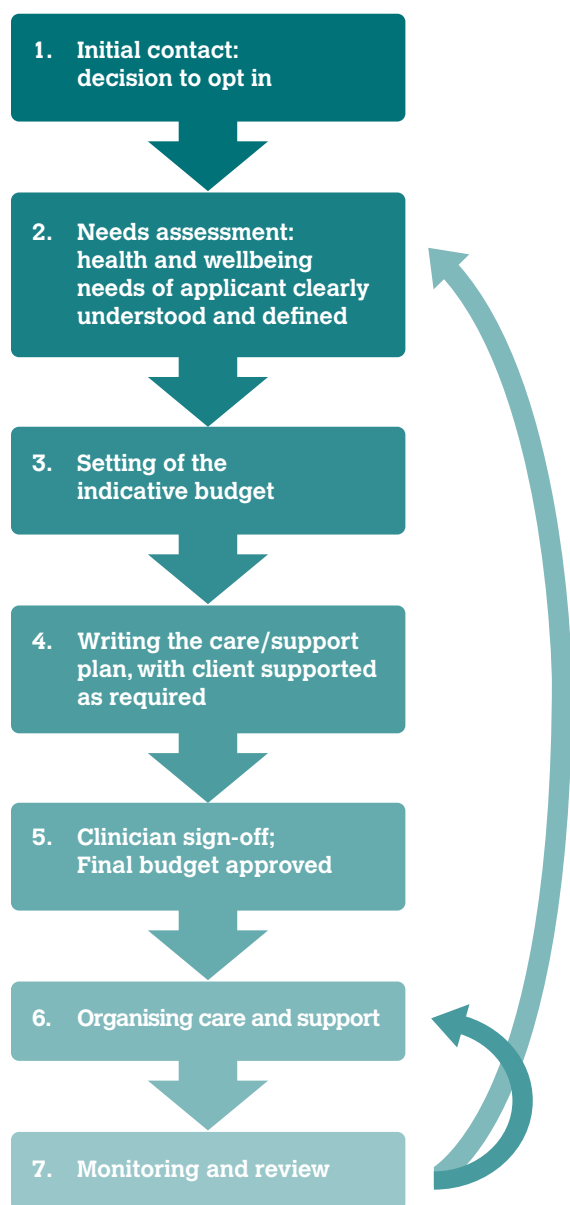 1. Initial contact:
decision to opt in
2. Needs assessment:
health and wellbeing
needs of applicant clearly
understood and defined
3. Setting of the
indicative budget
4. Writing the care/support
plan, with client supported
as required
5. Clinician sign-off;
Final budget approved
6. Organising care and support
7. Monitoring and review